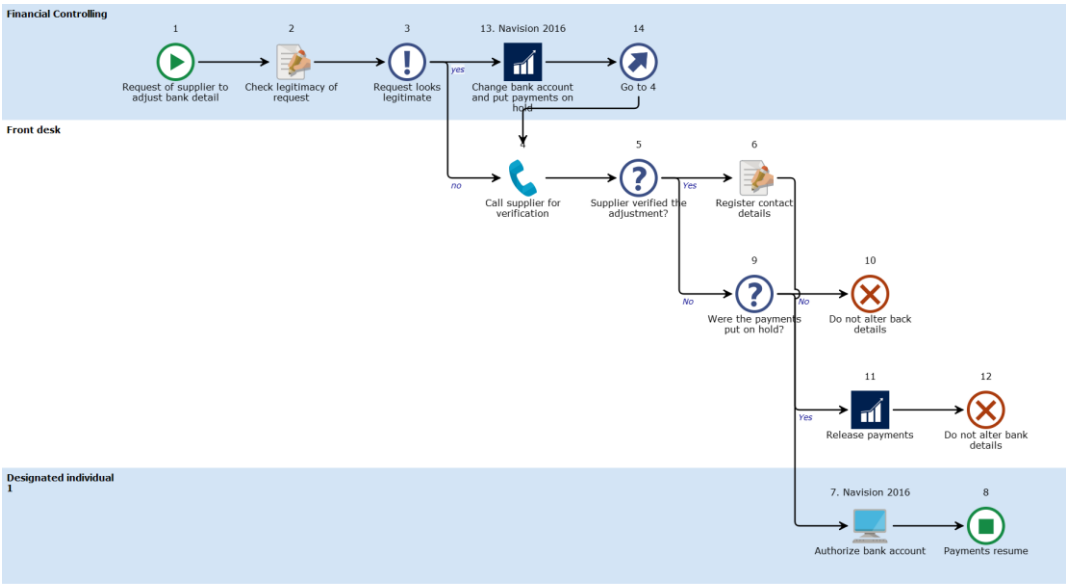 Financial Controlling
1
2
3
13. Navision 2016
14
yes
Request of supplier to
adjust bank detail
Check legitimacy of
request
Request looks
legitimate
Change bank account
and put payments on
hold
Go to 4
Front desk
4
5
6
no
Yes
Call supplier for
verification
Supplier verified the
adjustment?
Register contact
details
9
10
No
No
Were the payments
put on hold?
Do not alter back
details
11
12
Yes
Release payments
Do not alter bank
details
Designated individual
1
7. Navision 2016
8
Authorize bank account
Payments resume